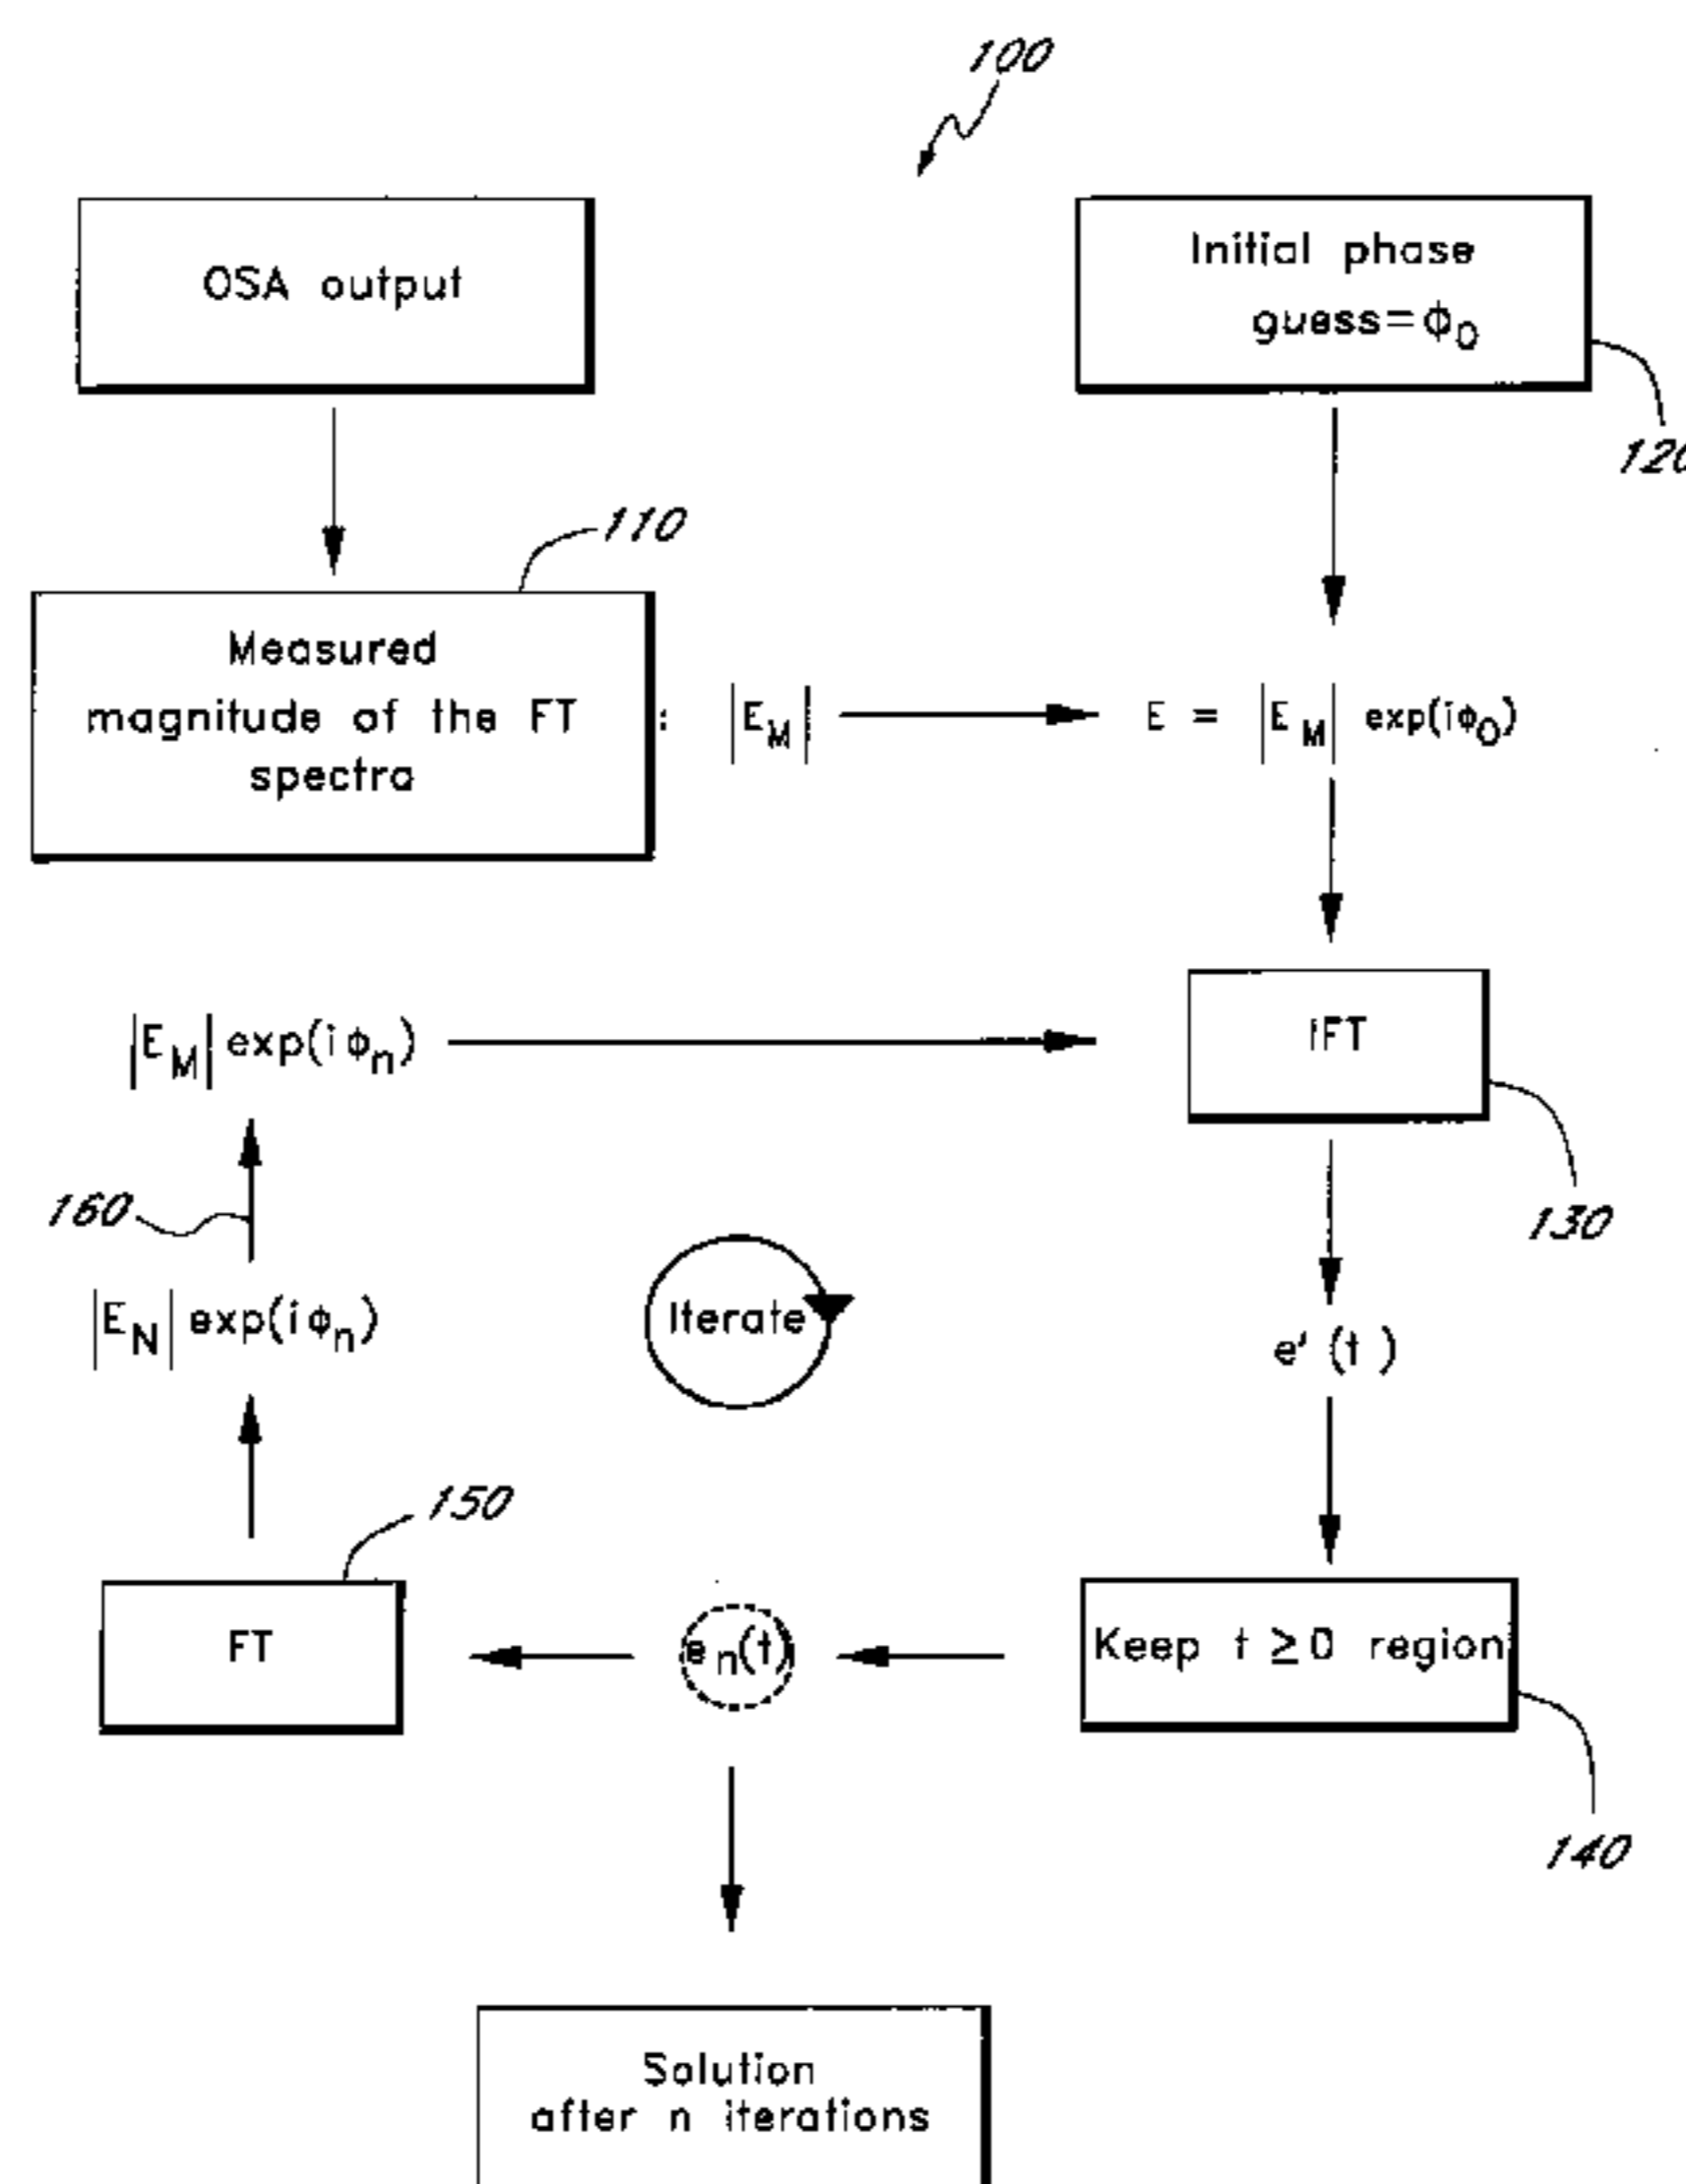 100
OSA output
Initial phase
guess=ϕ0
120
110
Measured
magnitude of the FT
spectra
: |EM|
E = |EM| exp(iϕ0)
|EM| exp(iϕn)
IFT
160
130
|EN| exp(iϕn)
Iterate
e'(t)
150
FT
en(t)
Keep t ≥ 0 region
140
Solution
after n iterations